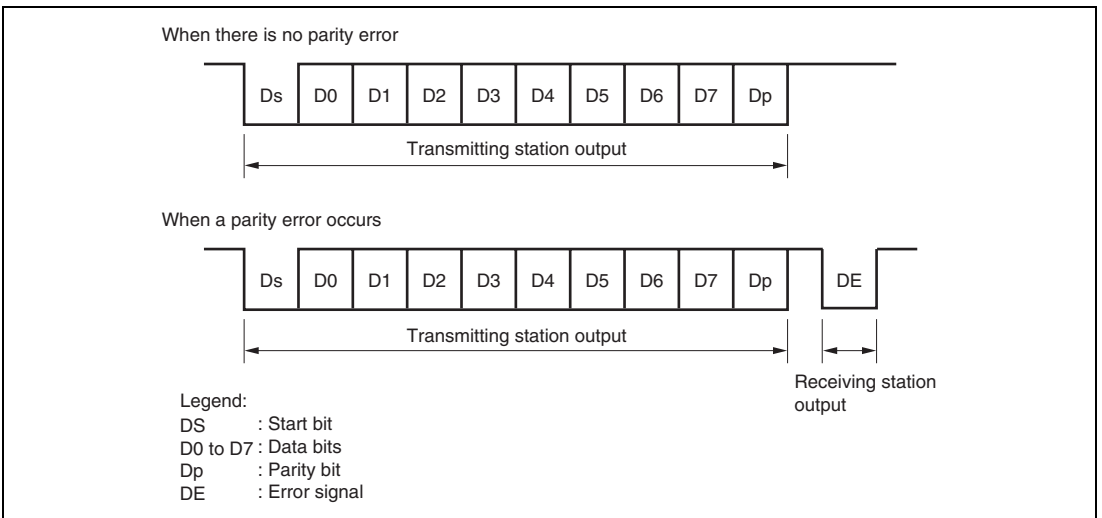 When there is no parity error
Ds D0 D1 D2 D3 D4 D5 D6 D7 Dp
Transmitting station output
When a parity error occurs
Ds D0 D1 D2 D3 D4 D5 D6 D7 Dp DE
Transmitting station output
Receiving station
output
Legend:
DS : Start bit
D0 to D7 : Data bits
Dp : Parity bit
DE : Error signal